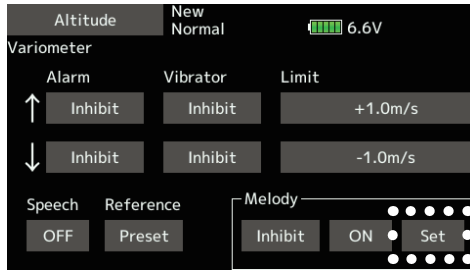 Altitude New
Normal 6.6V
Variometer
Alarm Vibrator Limit
↑ Inhibit Inhibit +1.0m/s
↓ Inhibit Inhibit -1.0m/s
Speech Reference Melody
OFF Preset Inhibit ON Set